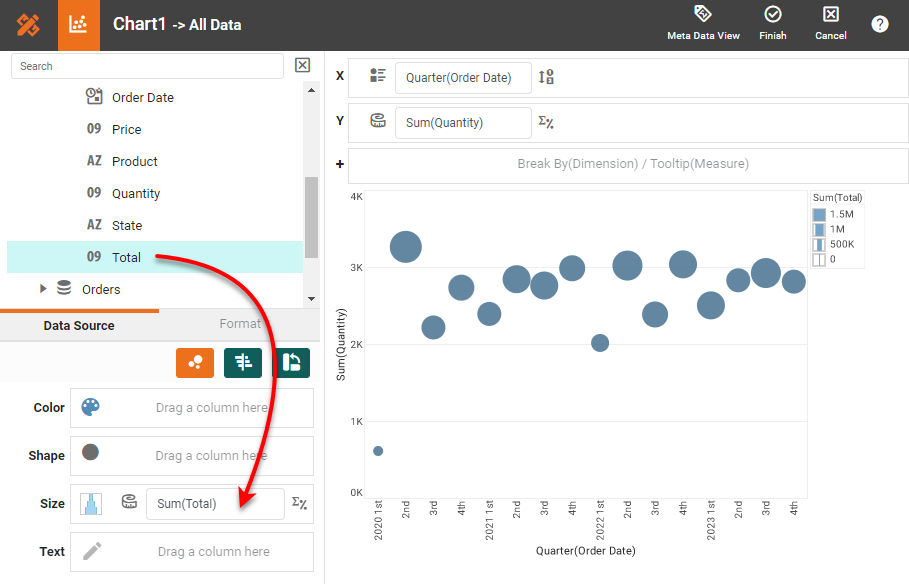 Chart1 -> All Data
Meta Data View
Finish
Cancel
?
Search
Order Date
09 Price
AZ Product
09 Quantity
AZ State
09 Total
Orders
Data Source
Format
Color
Drag a column here
Shape
Drag a column here
Size
Sum(Total)
Σ%
Text
Drag a column here
X
Quarter(Order Date)
Y
Sum(Quantity)
Σ%
+
Break By(Dimension) / Tooltip(Measure)
4K
3K
2K
1K
0K
Sum(Quantity)
2020 1st
2nd
3rd
4th
2021 1st
2nd
3rd
4th
2022 1st
2nd
3rd
4th
2023 1st
2nd
3rd
4th
Quarter(Order Date)
Sum(Total)
1.5M
1M
500K
0